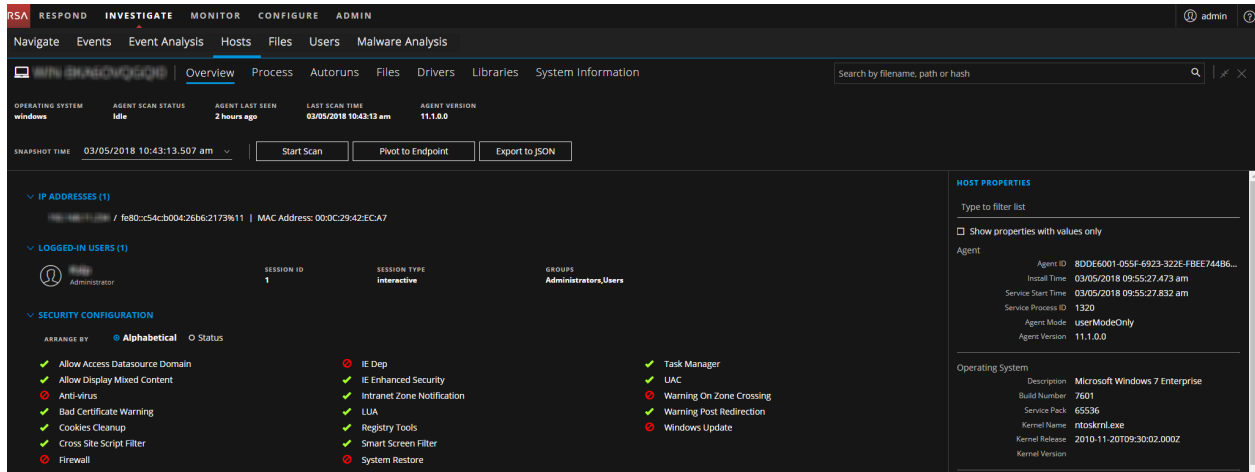 RSA RESPOND INVESTIGATE MONITOR CONFIGURE ADMIN admin
Navigate Events Event Analysis Hosts Files Users Malware Analysis
Overview Process Autoruns Files Drivers Libraries System Information Search by filename, path or hash
OPERATING SYSTEM AGENT SCAN STATUS AGENT LAST SEEN LAST SCAN TIME AGENT VERSION
windows Idle 2 hours ago 03/05/2018 10:43:13 am 11.1.0.0
SNAPSHOT TIME 03/05/2018 10:43:13.507 am Start Scan Pivot to Endpoint Export to JSON
IP ADDRESSES (1)
/ fe80::c54c:b004:26b6:2173%11 | MAC Address: 00:0C:29:42:EC:A7
LOGGED-IN USERS (1)
SESSION ID SESSION TYPE GROUPS
Administrator 1 interactive Administrators,Users
SECURITY CONFIGURATION
ARRANGE BY Alphabetical Status
Allow Access Datasource Domain IE Dep Task Manager
Allow Display Mixed Content IE Enhanced Security UAC
Anti-virus Intranet Zone Notification Warning On Zone Crossing
Bad Certificate Warning LUA Warning Post Redirection
Cookies Cleanup Registry Tools Windows Update
Cross Site Script Filter Smart Screen Filter
Firewall System Restore
HOST PROPERTIES
Type to filter list
Show properties with values only
Agent
Agent ID 8DDE6001-055F-6923-322E-FBEE744B6...
Install Time 03/05/2018 09:55:27.473 am
Service Start Time 03/05/2018 09:55:27.832 am
Service Process ID 1320
Agent Mode userModeOnly
Agent Version 11.1.0.0
Operating System
Description Microsoft Windows 7 Enterprise
Build Number 7601
Service Pack 65536
Kernel Name ntoskrnl.exe
Kernel Release 2010-11-20T09:30:02.000Z
Kernel Version